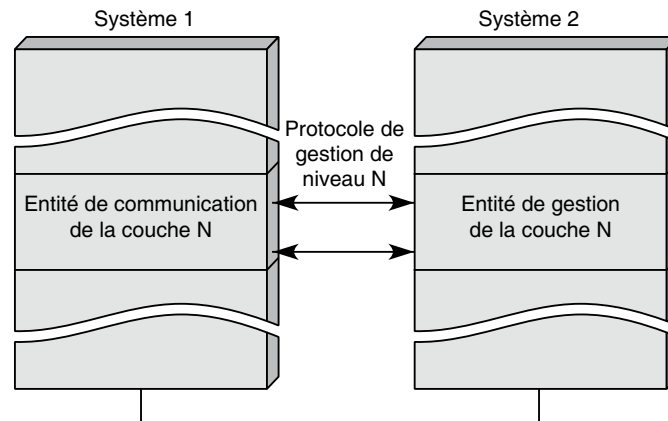 Système 1
Système 2
Protocole de
gestion de
niveau N
Entité de communication
de la couche N
Entité de gestion
de la couche N